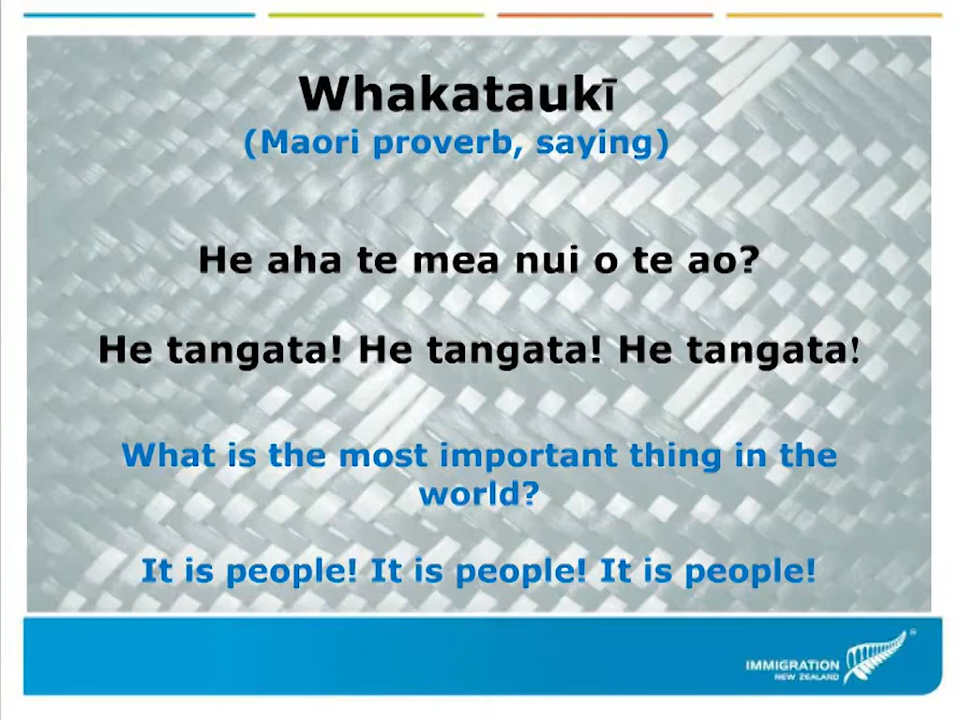 Whakataukī
(Maori proverb, saying)
He aha te mea nui o te ao?
He tangata! He tangata! He tangata!
What is the most important thing in the
world?
It is people! It is people! It is people!
IMMIGRATION
NEW ZEALAND